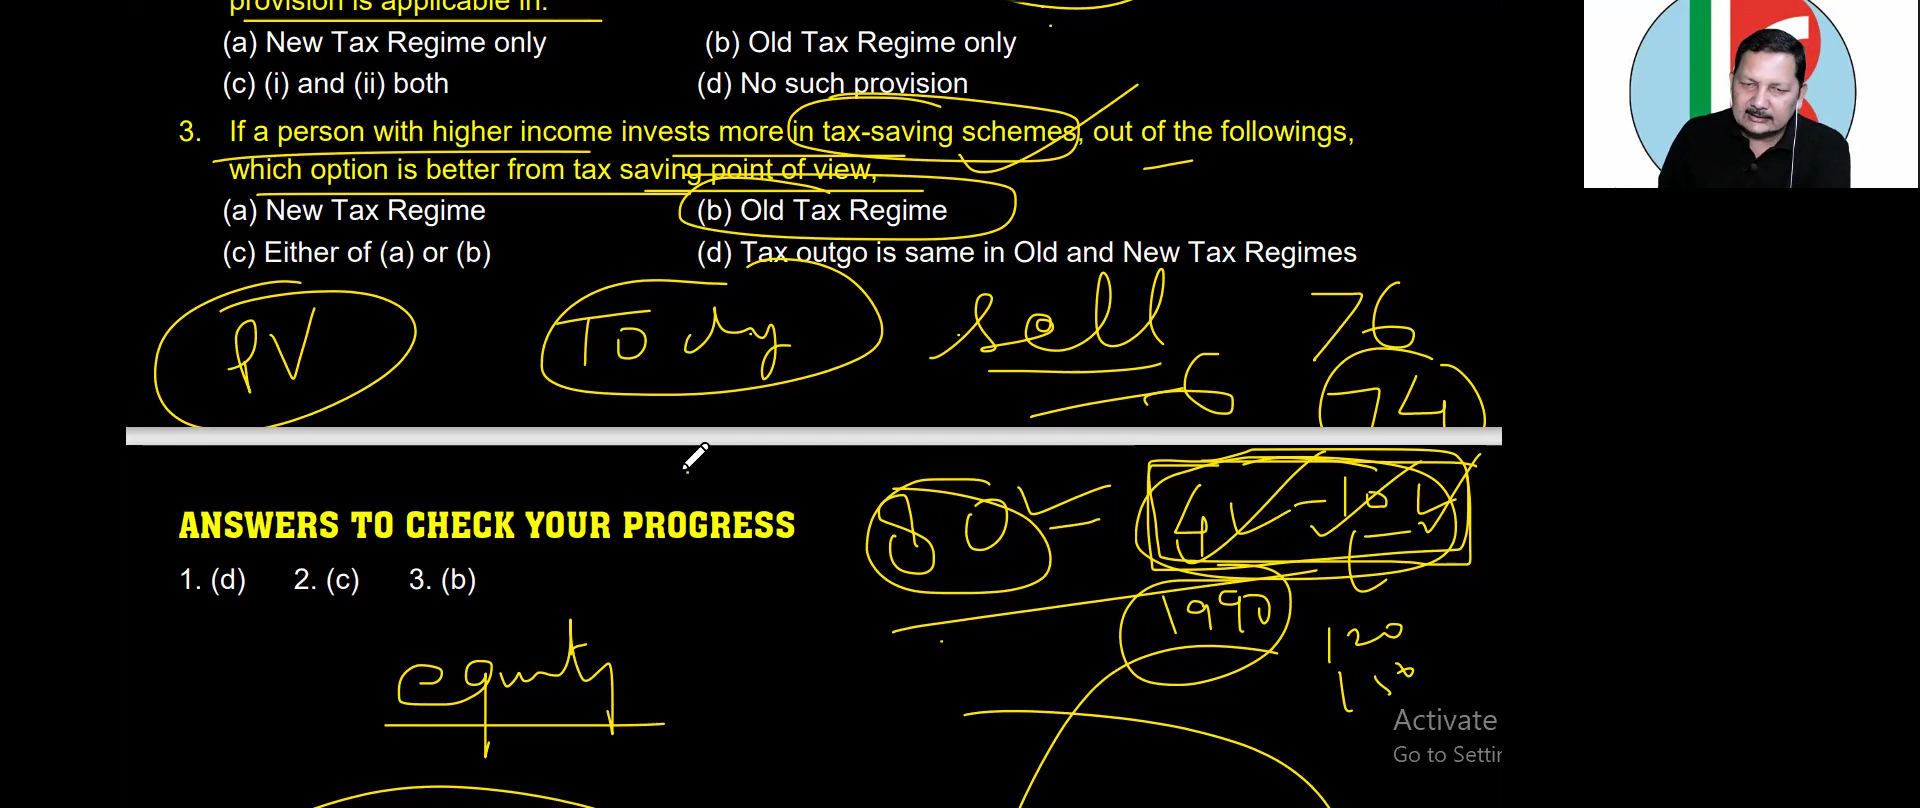 provision is applicable in:
(a) New Tax Regime only (b) Old Tax Regime only
(c) (i) and (ii) both (d) No such provision
3. If a person with higher income invests more in tax-saving schemes, out of the followings,
which option is better from tax saving point of view,
(a) New Tax Regime (b) Old Tax Regime
(c) Either of (a) or (b) (d) Tax outgo is same in Old and New Tax Regimes
PV Today sell 76
6 74
80
ANSWERS TO CHECK YOUR PROGRESS
1. (d) 2. (c) 3. (b)
1990
120
equity
Activate
Go to Settin